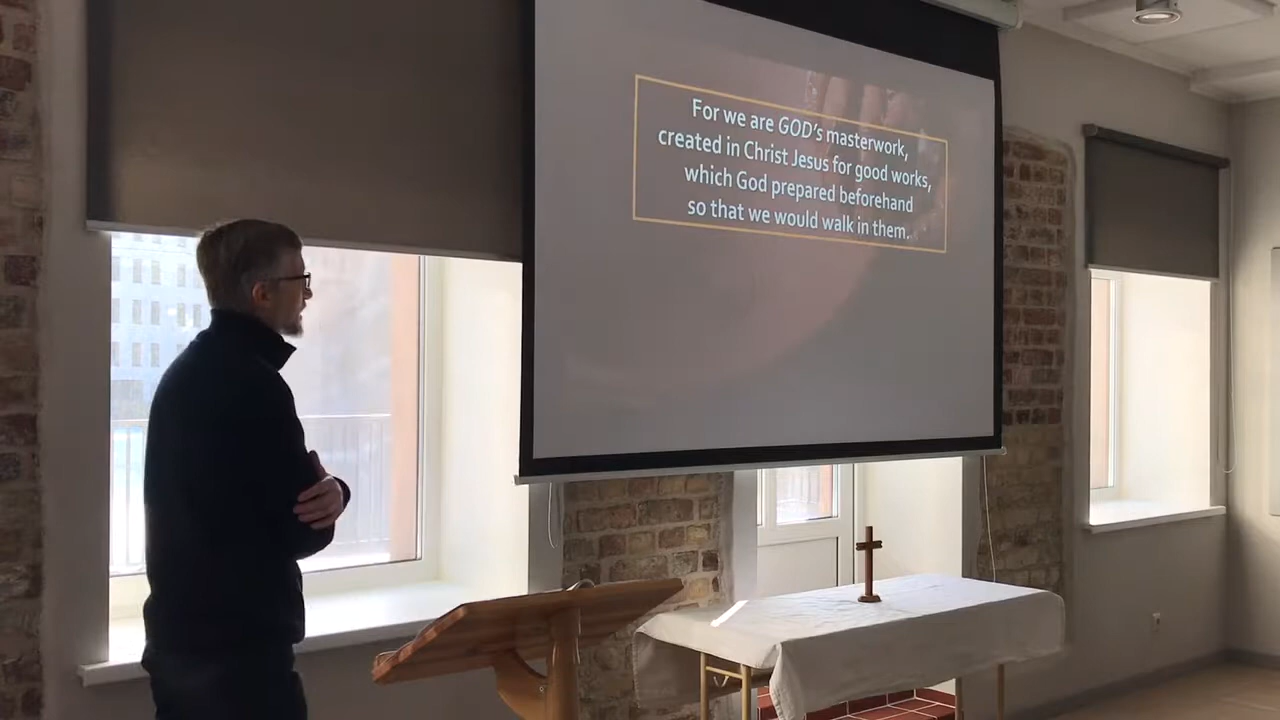 For we are GOD's masterwork,
created in Christ Jesus for good works,
which God prepared beforehand
so that we would walk in them.